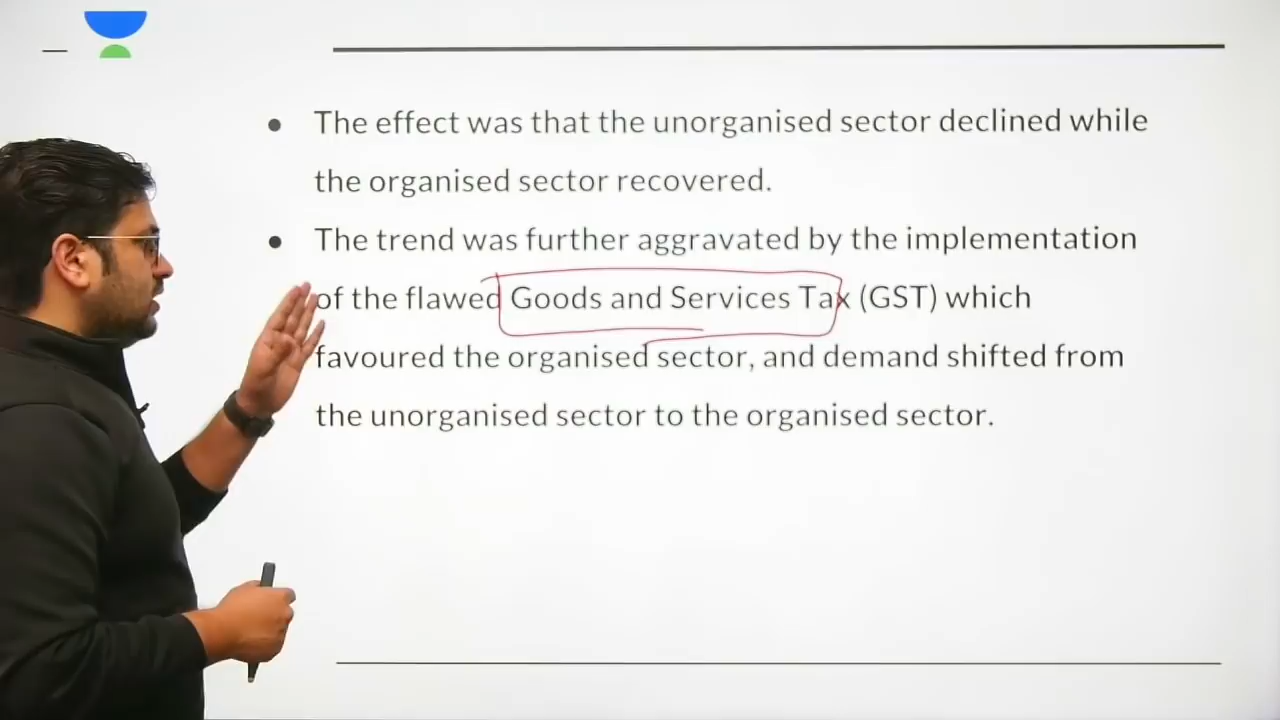 The effect was that the unorganised sector declined while
the organised sector recovered.
The trend was further aggravated by the implementation
of the flawed Goods and Services Tax (GST) which
favoured the organised sector, and demand shifted from
the unorganised sector to the organised sector.